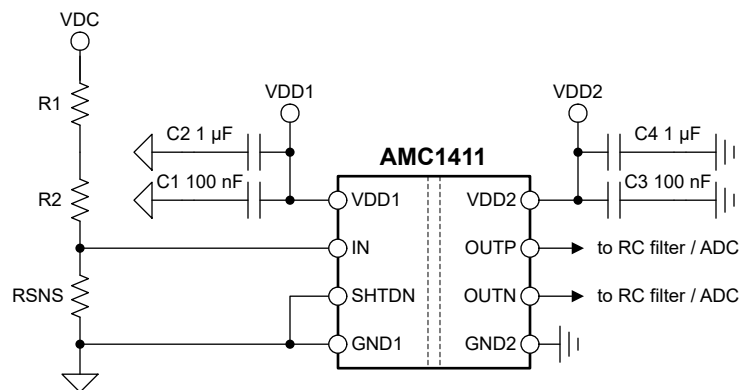 VDC
R1
VDD1
VDD2
C2 1 µF
C4 1 µF
AMC1411
C1 100 nF
C3 100 nF
R2
VDD1
VDD2
IN
OUTP
to RC filter / ADC
RSNS
SHTDN
OUTN
to RC filter / ADC
GND1
GND2